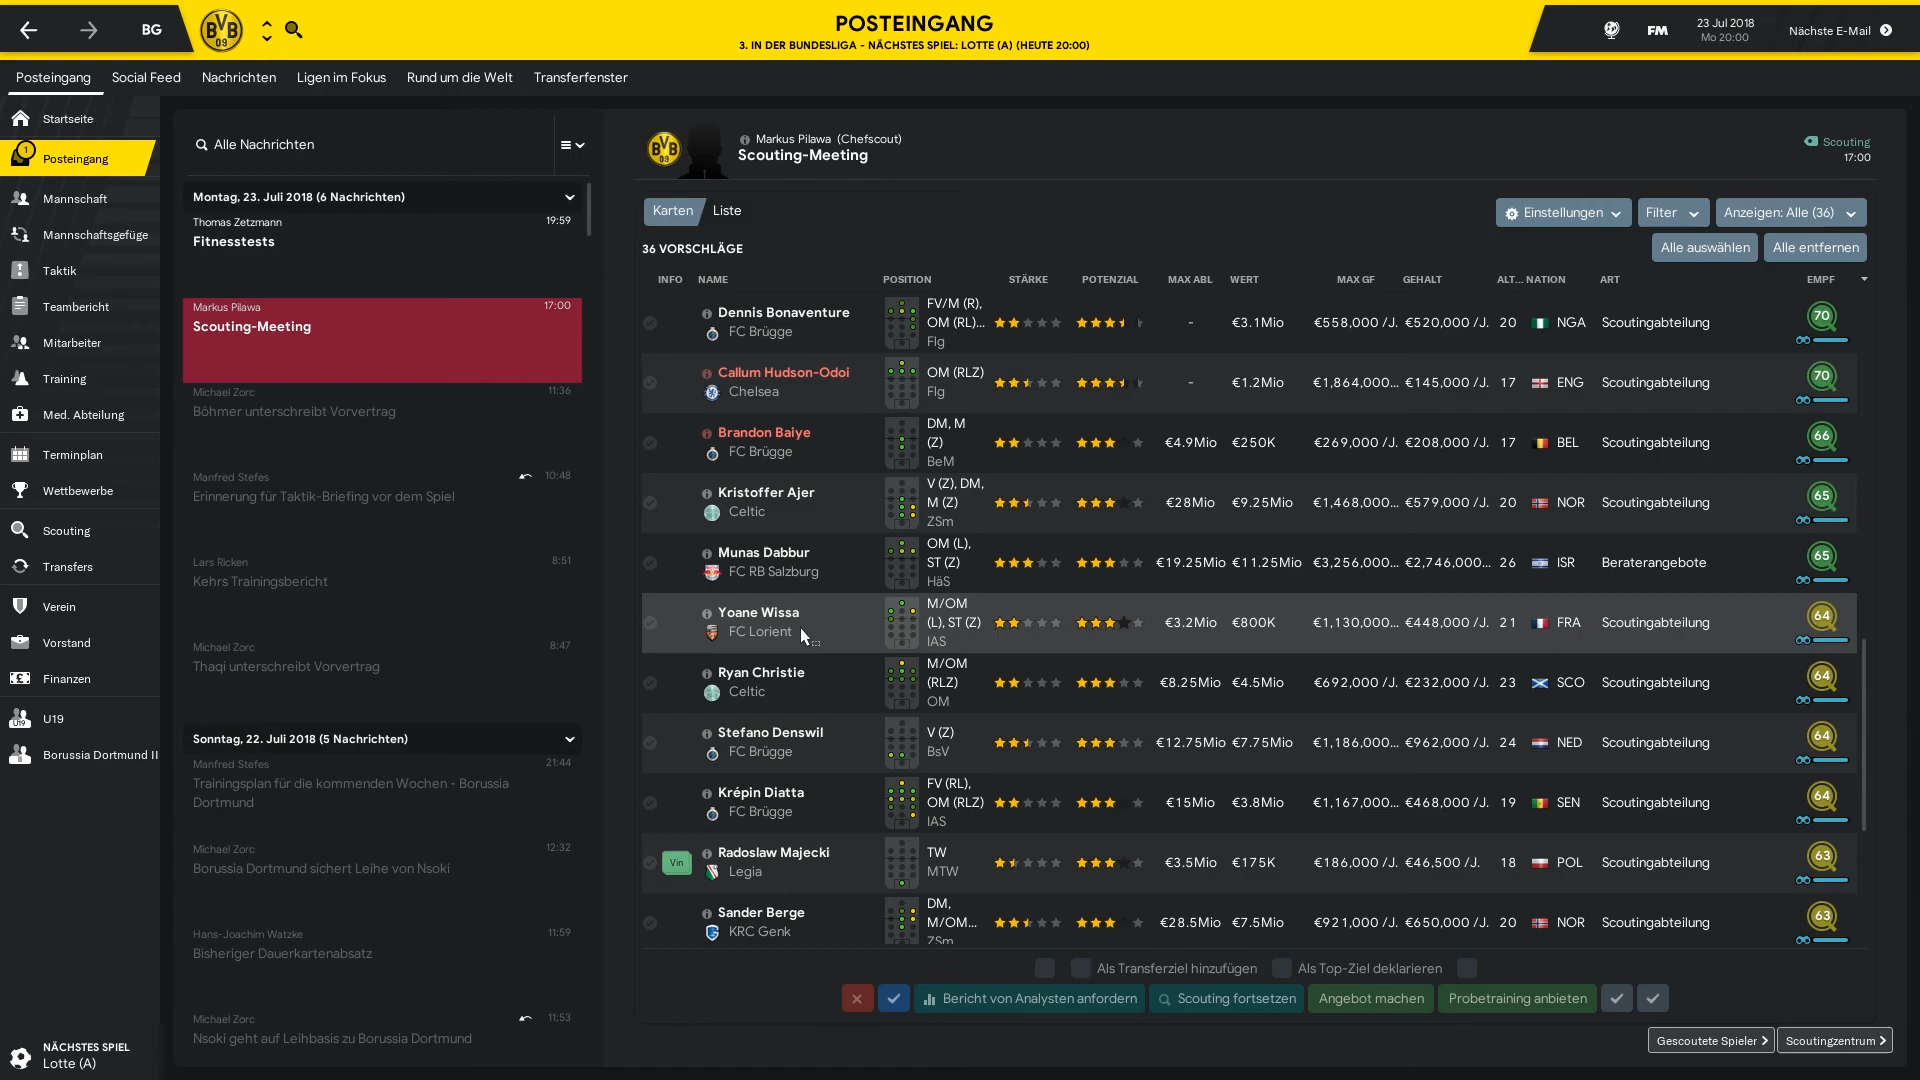 BG
POSTEINGANG
3. IN DER BUNDESLIGA - NÄCHSTES SPIEL: LOTTE (A) (HEUTE 20:00)
FM
23 Jul 2018
Mo 20:00
Nächste E-Mail
Posteingang
Social Feed
Nachrichten
Ligen im Fokus
Rund um die Welt
Transferfenster
Startseite
1
Posteingang
Mannschaft
Mannschaftsgefüge
Taktik
Teambericht
Mitarbeiter
Training
Med. Abteilung
Terminplan
Wettbewerbe
Scouting
Transfers
Verein
Vorstand
Finanzen
U19
Borussia Dortmund II
NÄCHSTES SPIEL
Lotte (A)
Alle Nachrichten
Montag, 23. Juli 2018 (6 Nachrichten)
Thomas Zetzmann 19:59
Fitnesstests
Markus Pilawa 17:00
Scouting-Meeting
Michael Zorc 11:36
Böhmer unterschreibt Vorvertrag
Manfred Stefes 10:48
Erinnerung für Taktik-Briefing vor dem Spiel
Lars Ricken 8:51
Kehrs Trainingsbericht
Michael Zorc 8:47
Thaqi unterschreibt Vorvertrag
Sonntag, 22. Juli 2018 (5 Nachrichten)
Manfred Stefes 21:44
Trainingsplan für die kommenden Wochen - Borussia
Dortmund
Michael Zorc 12:32
Borussia Dortmund sichert Leihe von Nsoki
Hans-Joachim Watzke 11:59
Bisheriger Dauerkartenabsatz
Michael Zorc 11:53
Nsoki geht auf Leihbasis zu Borussia Dortmund
Markus Pilawa (Chefscout)
Scouting-Meeting
Scouting
17:00
Karten Liste
Einstellungen Filter Anzeigen: Alle (36)
36 VORSCHLÄGE
Alle auswählen Alle entfernen
INFO NAME POSITION STÄRKE POTENZIAL MAX ABL WERT MAX GF GEHALT ALT... NATION ART EMPF
Dennis Bonaventure
FC Brügge
FV/M (R),
OM (RL)...
Flg
- €3.1Mio €558,000 /J. €520,000 /J. 20 NGA Scoutingabteilung 70
Callum Hudson-Odoi
Chelsea
OM (RLZ)
Flg
- €1.2Mio €1,864,000... €145,000 /J. 17 ENG Scoutingabteilung 70
Brandon Baiye
FC Brügge
DM, M
(Z)
BeM
€4.9Mio €250K €269,000 /J. €208,000 /J. 17 BEL Scoutingabteilung 66
Kristoffer Ajer
Celtic
V (Z), DM,
M (Z)
ZSm
€28Mio €9.25Mio €1,468,000... €579,000 /J. 20 NOR Scoutingabteilung 65
Munas Dabbur
FC RB Salzburg
OM (L),
ST (Z)
HäS
€19.25Mio €11.25Mio €3,256,000... €2,746,000... 26 ISR Berateranangebote 65
Yoane Wissa
FC Lorient
M/OM
(L), ST (Z)
IAS
€3.2Mio €800K €1,130,000... €448,000 /J. 21 FRA Scoutingabteilung 64
Ryan Christie
Celtic
M/OM
(RLZ)
OM
€8.25Mio €4.5Mio €692,000 /J. €232,000 /J. 23 SCO Scoutingabteilung 64
Stefano Denswil
FC Brügge
V (Z)
BsV
€12.75Mio €7.75Mio €1,186,000... €962,000 /J. 24 NED Scoutingabteilung 64
Krépin Diatta
FC Brügge
FV (RL),
OM (RLZ)
IAS
€15Mio €3.8Mio €1,167,000... €468,000 /J. 19 SEN Scoutingabteilung 64
Vin
Radoslaw Majecki
Legia
TW
MTW
€3.5Mio €175K €186,000 /J. €46,500 /J. 18 POL Scoutingabteilung 63
Sander Berge
KRC Genk
DM,
M/OM...
ZSm
€28.5Mio €7.5Mio €921,000 /J. €650,000 /J. 20 NOR Scoutingabteilung 63
Als Transferziel hinzufügen Als Top-Ziel deklarieren
Bericht von Analysten anfordern Scouting fortsetzen Angebot machen Probetraining anbieten
Gescoutete Spieler Scoutingzentrum